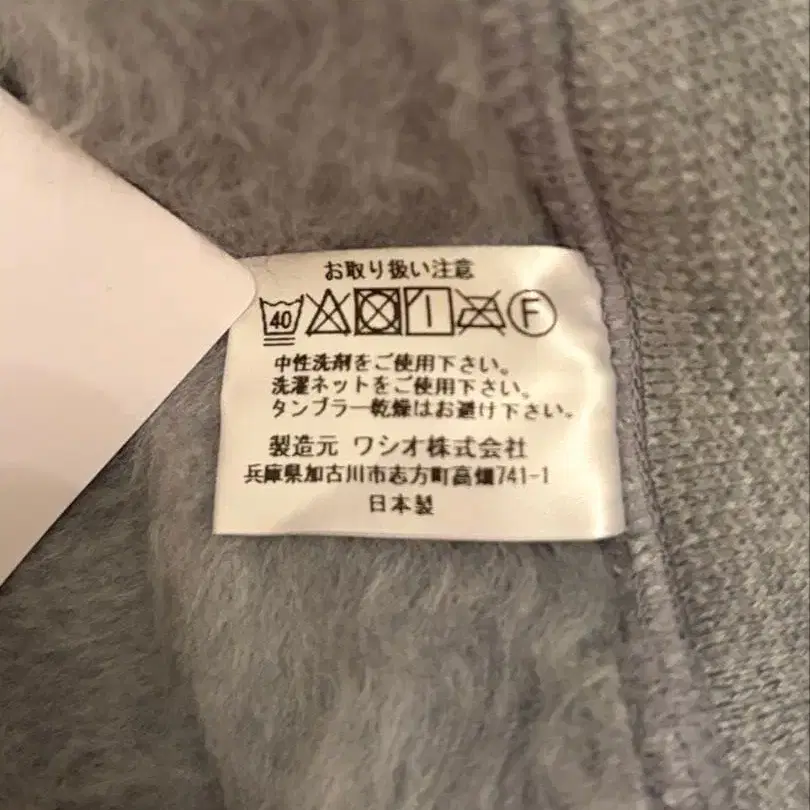 お取り扱い注意
40 F
中性洗剤をご使用下さい。
洗濯ネットをご使用下さい。
タンブラー乾燥はお避け下さい。
製造元 ワシオ株式会社
兵庫県加古川市志方町高畑741-1
日本製